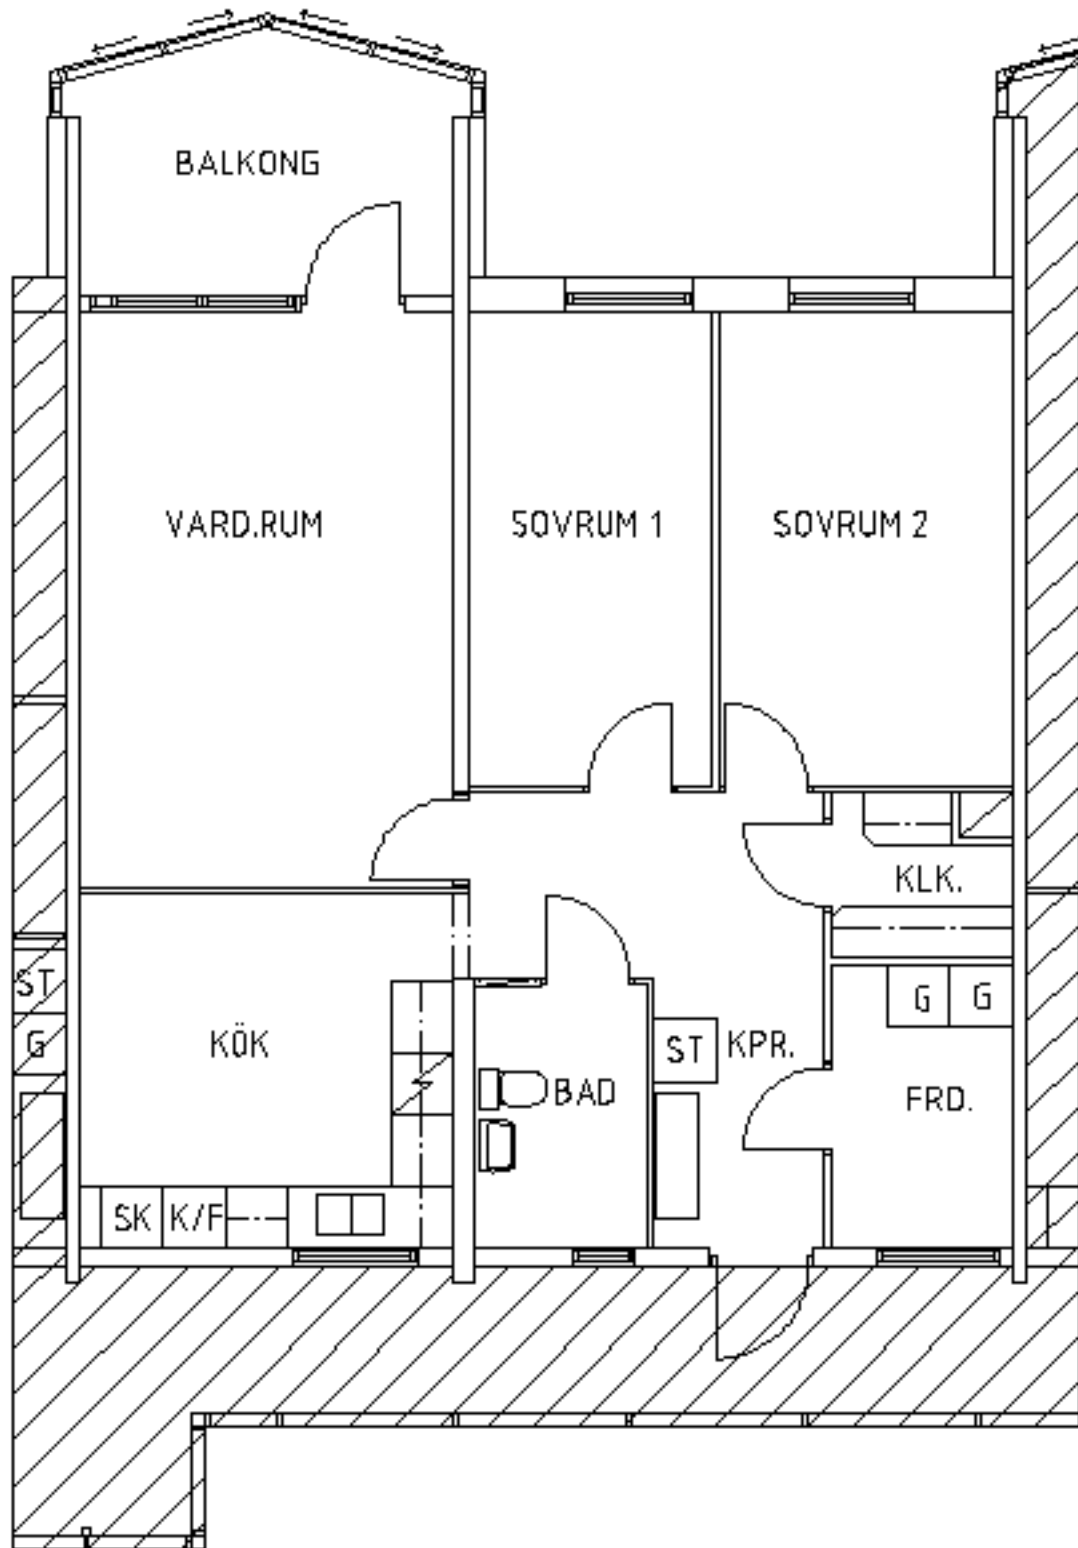 BALKONG
VARD.RUM
SOVRUM 1
SOVRUM 2
KLK.
ST
G
KÖK
ST
KPR.
G
G
BAD
FRD.
SK
K/F